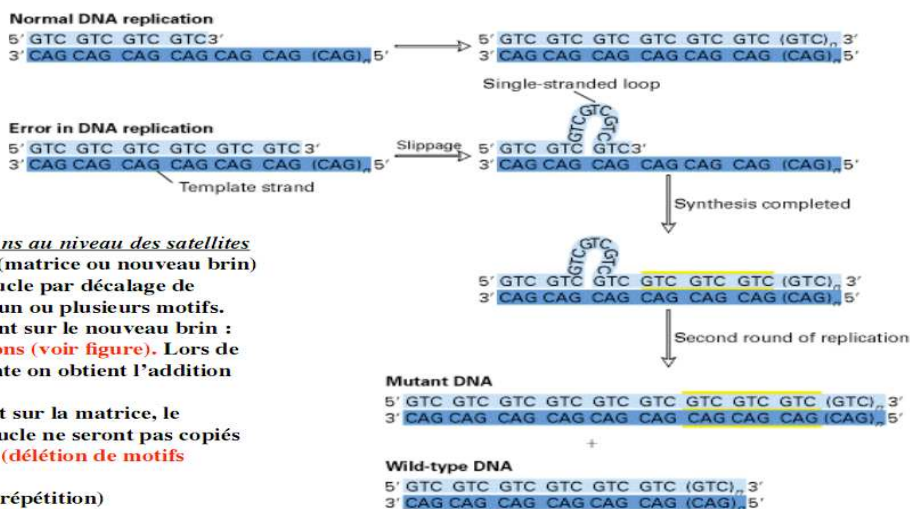 Normal DNA replication
5′ GTC GTC GTC GTC3′
3′ CAG CAG CAG CAG CAG CAG (CAG)n 5′
5′ GTC GTC GTC GTC GTC GTC (GTC)n 3′
3′ CAG CAG CAG CAG CAG CAG (CAG)n 5′
Single-stranded loop
Error in DNA replication
5′ GTC GTC GTC GTC GTC GTC 3′
3′ CAG CAG CAG CAG CAG CAG (CAG)n 5′
Template strand
Slippage
GTC GTC GTC
5′ GTC GTC GTC3′
3′ CAG CAG CAG CAG CAG CAG (CAG)n 5′
Synthesis completed
ns au niveau des satellites
(matrice ou nouveau brin)
ucle par décalage de
un ou plusieurs motifs.
nt sur le nouveau brin :
ons (voir figure). Lors de
nte on obtient l'addition
t sur la matrice, le
ucle ne seront pas copiés
(délétion de motifs
répétition)
GTC GTC GTC
5′ GTC GTC GTC GTC GTC GTC (GTC)n 3′
3′ CAG CAG CAG CAG CAG CAG (CAG)n 5′
Second round of replication
Mutant DNA
5′ GTC GTC GTC GTC GTC GTC GTC GTC GTC (GTC)n 3′
3′ CAG CAG CAG CAG CAG CAG CAG CAG CAG (CAG)n 5′
+
Wild-type DNA
5′ GTC GTC GTC GTC GTC GTC (GTC)n 3′
3′ CAG CAG CAG CAG CAG CAG (CAG)n 5′